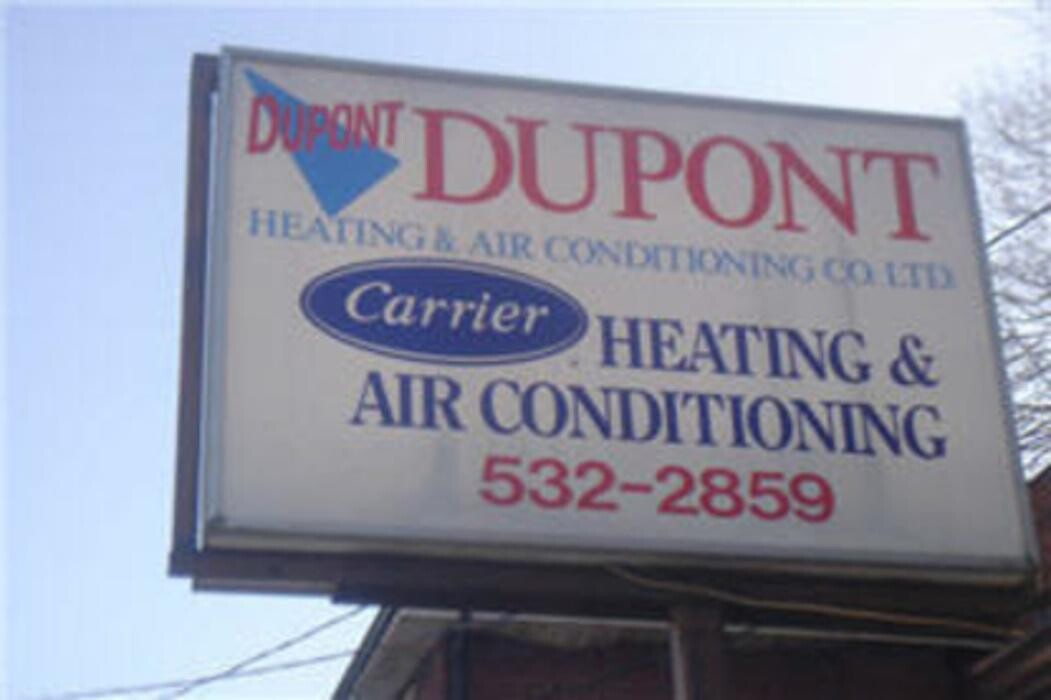 DUPONT DUPONT
HEATING & AIR CONDITIONING CO. LTD.
Carrier HEATING &
AIR CONDITIONING
532-2859